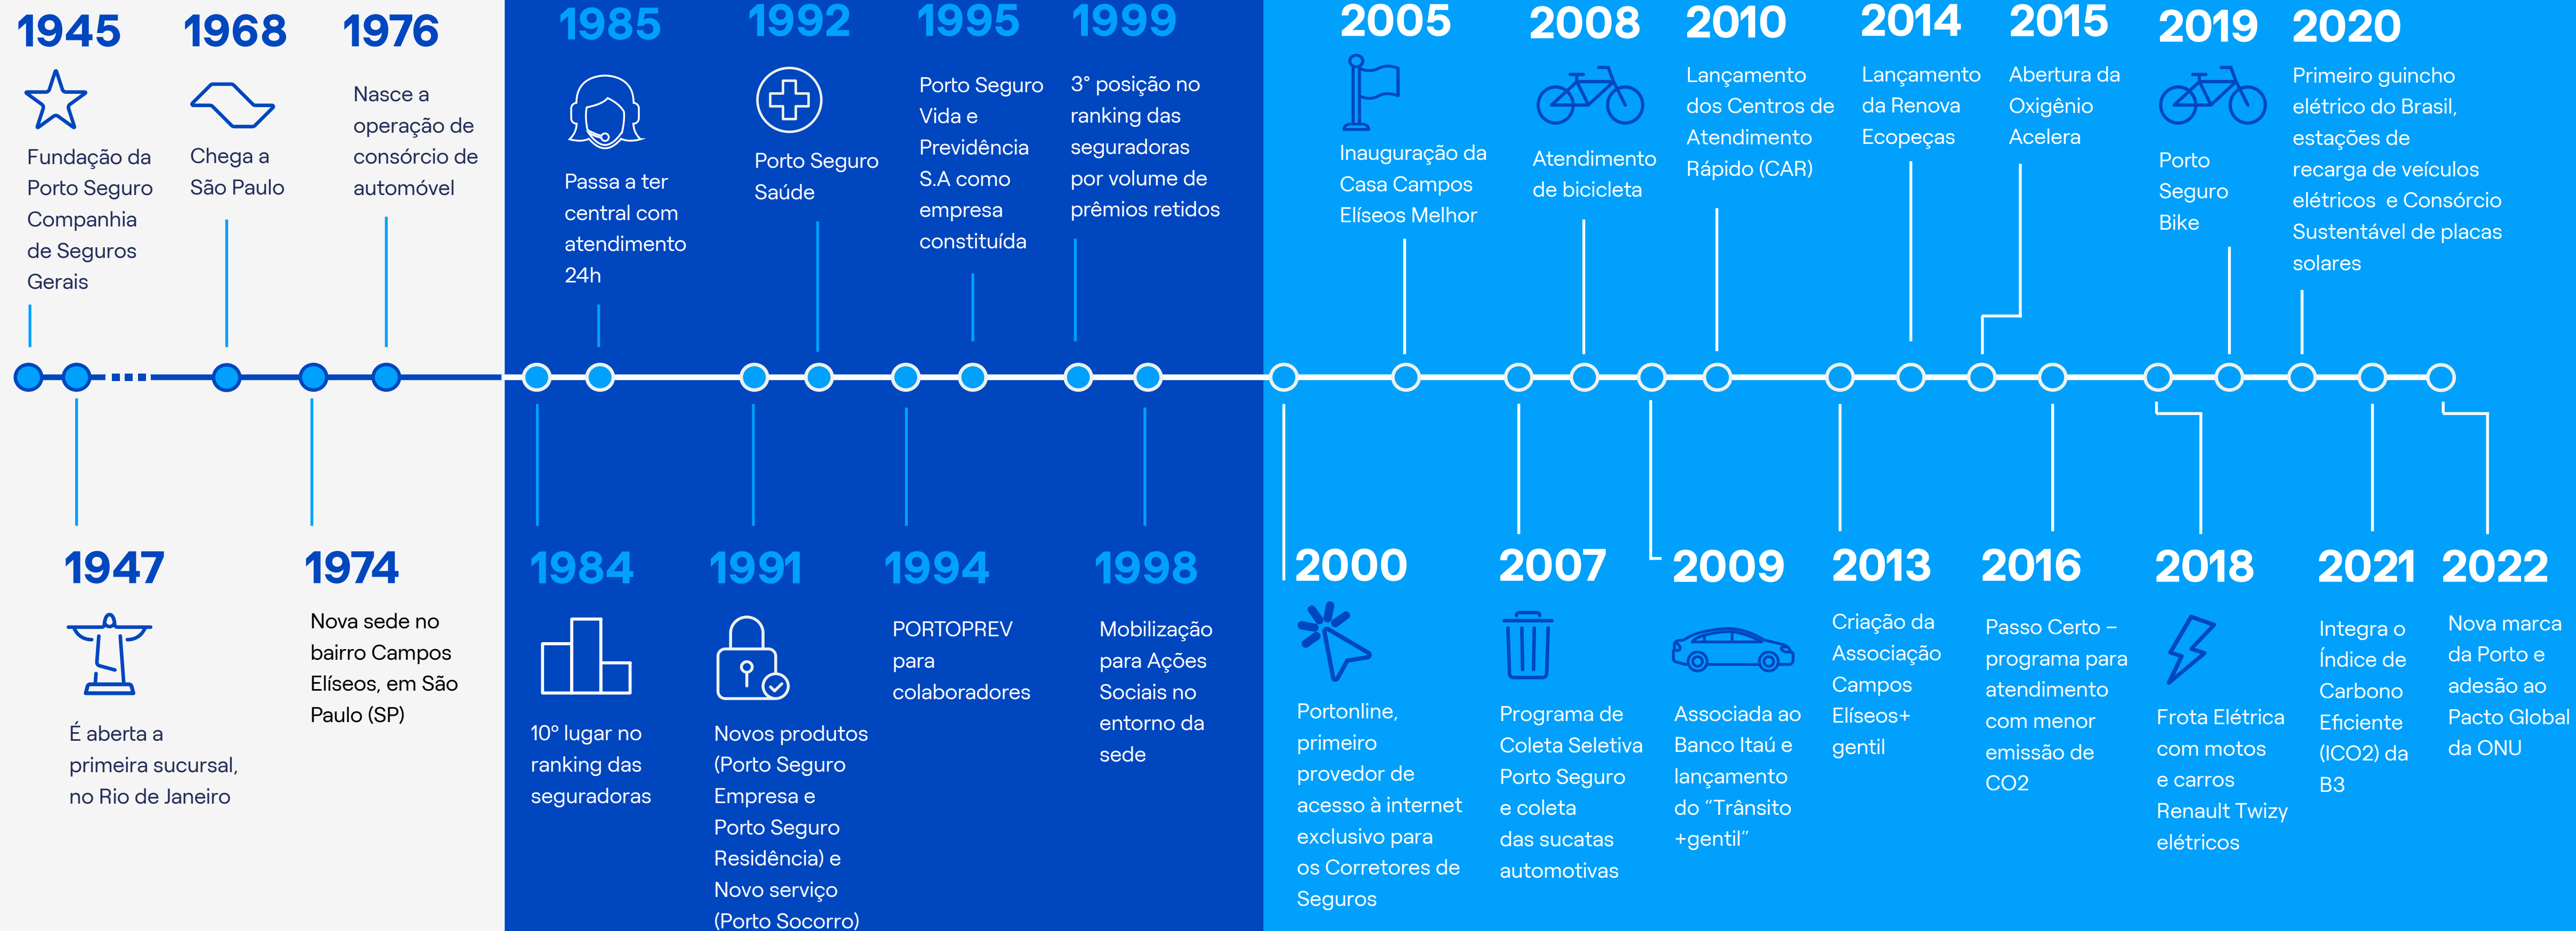 1945
Fundação da
Porto Seguro
Companhia
de Seguros
Gerais
1968
Chega a
São Paulo
1976
Nasce a
operação de
consórcio de
automóvel
1985
Passa a ter
central com
atendimento
24h
1992
Porto Seguro
Saúde
1995
Porto Seguro
Vida e
Previdência
S.A como
empresa
constituída
1999
3° posição no
ranking das
seguradoras
por volume de
prêmios retidos
2005
Inauguração da
Casa Campos
Elíseos Melhor
2008
Atendimento
de bicicleta
2010
Lançamento
dos Centros de
Atendimento
Rápido (CAR)
2014
Lançamento
da Renova
Ecopeças
2015
Abertura da
Oxigênio
Acelera
2019
Porto
Seguro
Bike
2020
Primeiro guincho
elétrico do Brasil,
estações de
recarga de veículos
elétricos e Consórcio
Sustentável de placas
solares
1947
É aberta a
primeira sucursal,
no Rio de Janeiro
1974
Nova sede no
bairro Campos
Elíseos, em São
Paulo (SP)
1984
10º lugar no
ranking das
seguradoras
1991
Novos produtos
(Porto Seguro
Empresa e
Porto Seguro
Residência) e
Novo serviço
(Porto Socorro)
1994
PORTOPREV
para
colaboradores
1998
Mobilização
para Ações
Sociais no
entorno da
sede
2000
Portonline,
primeiro
provedor de
acesso à internet
exclusivo para
os Corretores de
Seguros
2007
Programa de
Coleta Seletiva
Porto Seguro
e coleta
das sucatas
automotivas
2009
Associada ao
Banco Itaú e
lançamento
do “Trânsito
+gentil”
2013
Criação da
Associação
Campos
Elíseos+
gentil
2016
Passo Certo –
programa para
atendimento
com menor
emissão de
CO2
2018
Frota Elétrica
com motos
e carros
Renault Twizy
elétricos
2021
Integra o
Índice de
Carbono
Eficiente
(ICO2) da
B3
2022
Nova marca
da Porto e
adesão ao
Pacto Global
da ONU